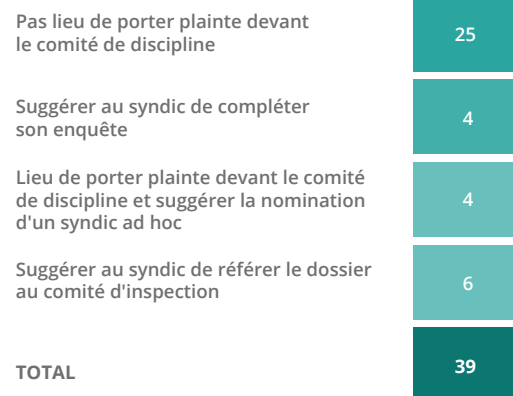 Pas lieu de porter plainte devant
le comité de discipline
25
Suggérer au syndic de compléter
son enquête
4
Lieu de porter plainte devant le comité
de discipline et suggérer la nomination
d'un syndic ad hoc
4
Suggérer au syndic de référer le dossier
au comité d'inspection
6
TOTAL
39